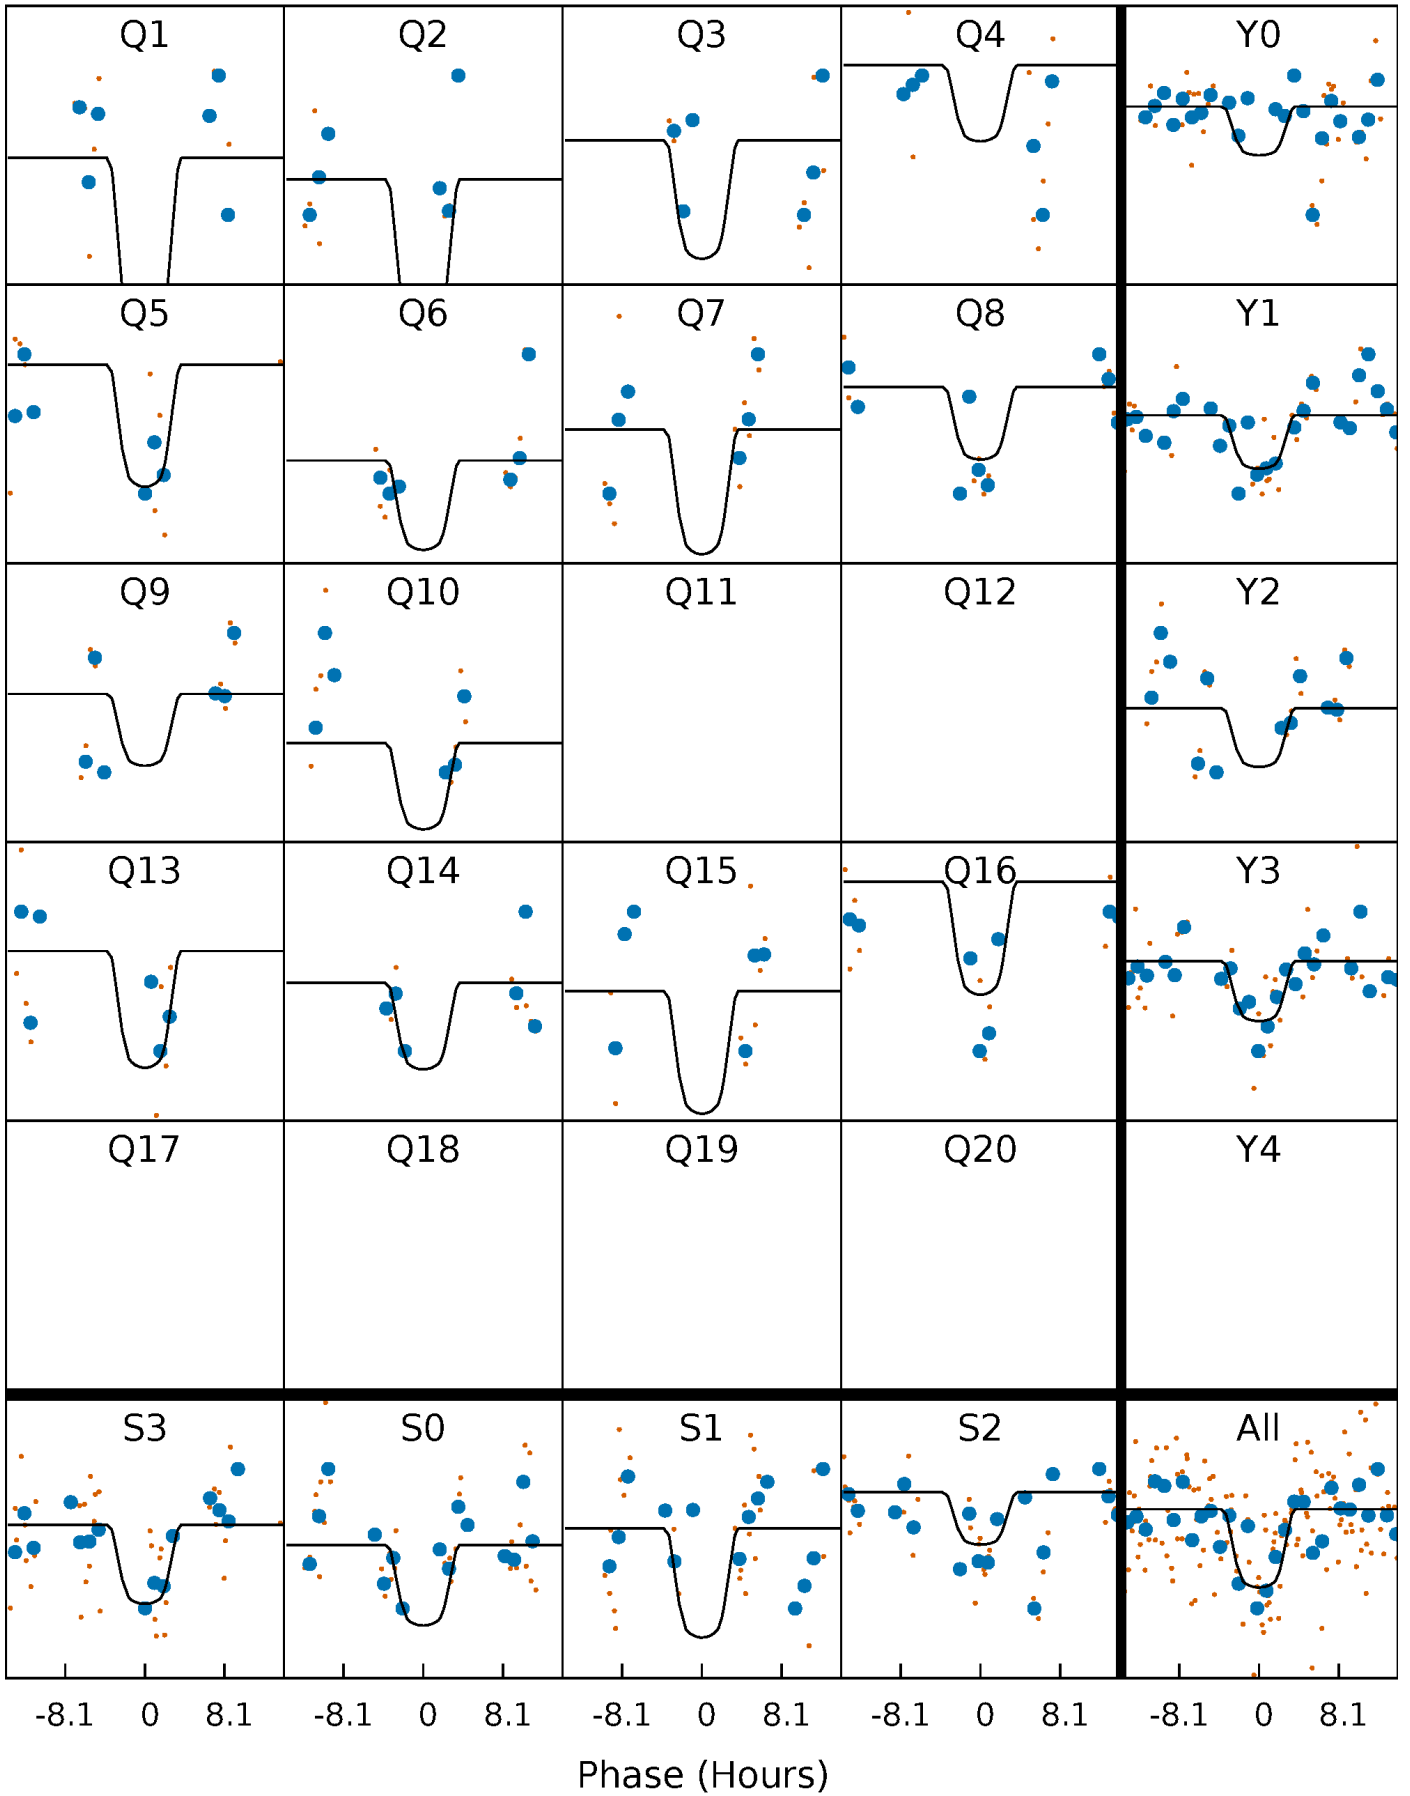 Q1 Q2 Q3 Q4 Y0
Q5 Q6 Q7 Q8 Y1
Q9 Q10 Q11 Q12 Y2
Q13 Q14 Q15 Q16 Y3
Q17 Q18 Q19 Q20 Y4
S3 S0 S1 S2 All
-8.1 0 8.1 -8.1 0 8.1 -8.1 0 8.1 -8.1 0 8.1 -8.1 0 8.1
Phase (Hours)